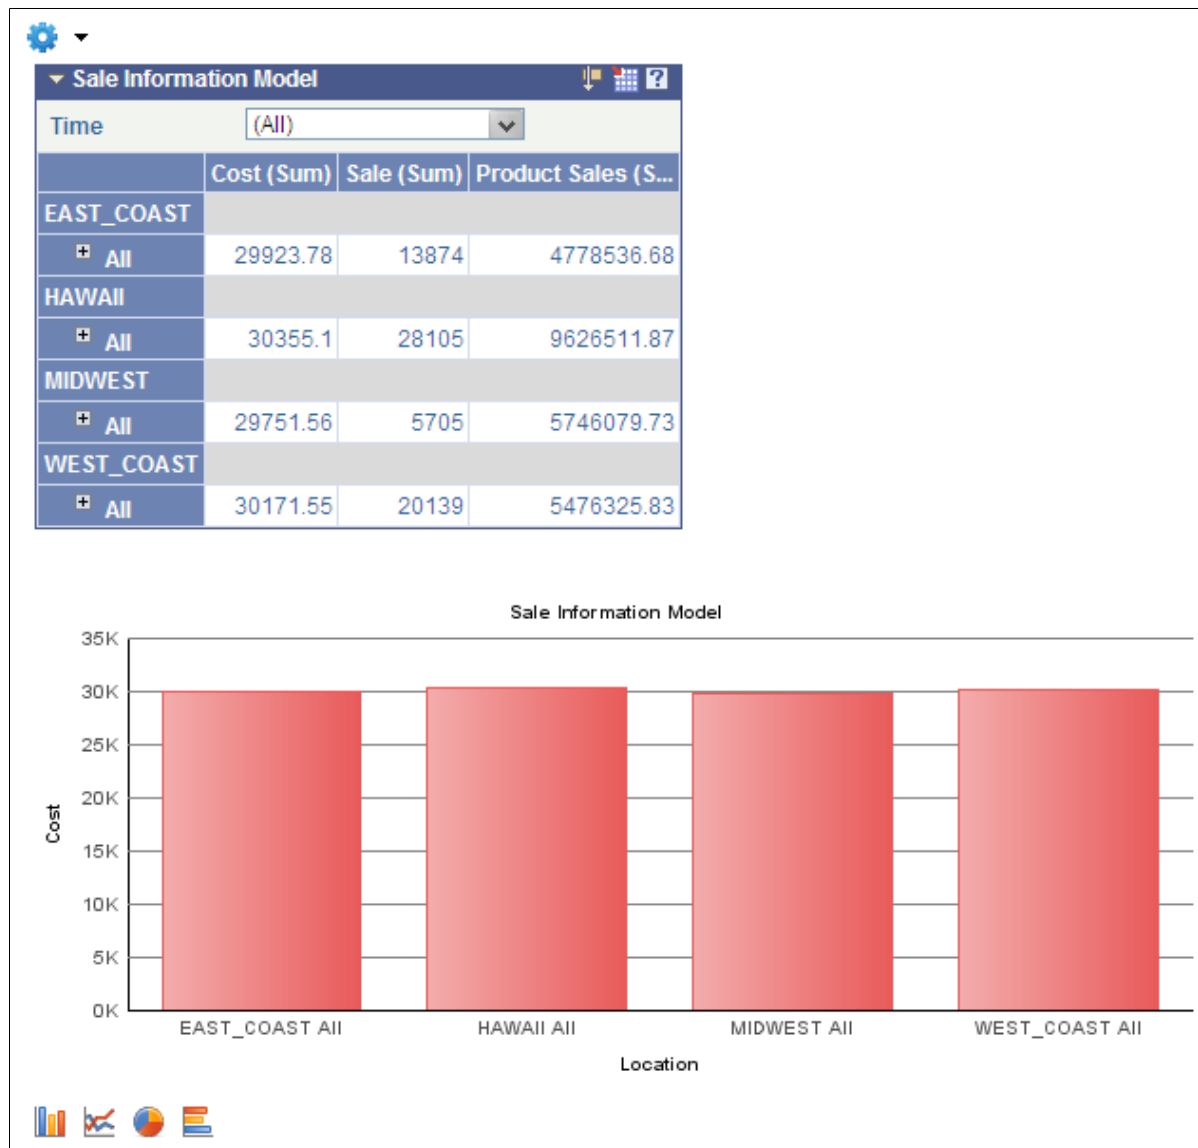 Sale Information Model
Time (All)
Cost (Sum) Sale (Sum) Product Sales (S...
EAST_COAST
All 29923.78 13874 4778536.68
HAWAII
All 30355.1 28105 9626511.87
MIDWEST
All 29751.56 5705 5746079.73
WEST_COAST
All 30171.55 20139 5476325.83
Sale Information Model
35K
30K
25K
20K
15K
10K
5K
0K
Cost
EAST_COAST All HAWAII All MIDWEST All WEST_COAST All
Location